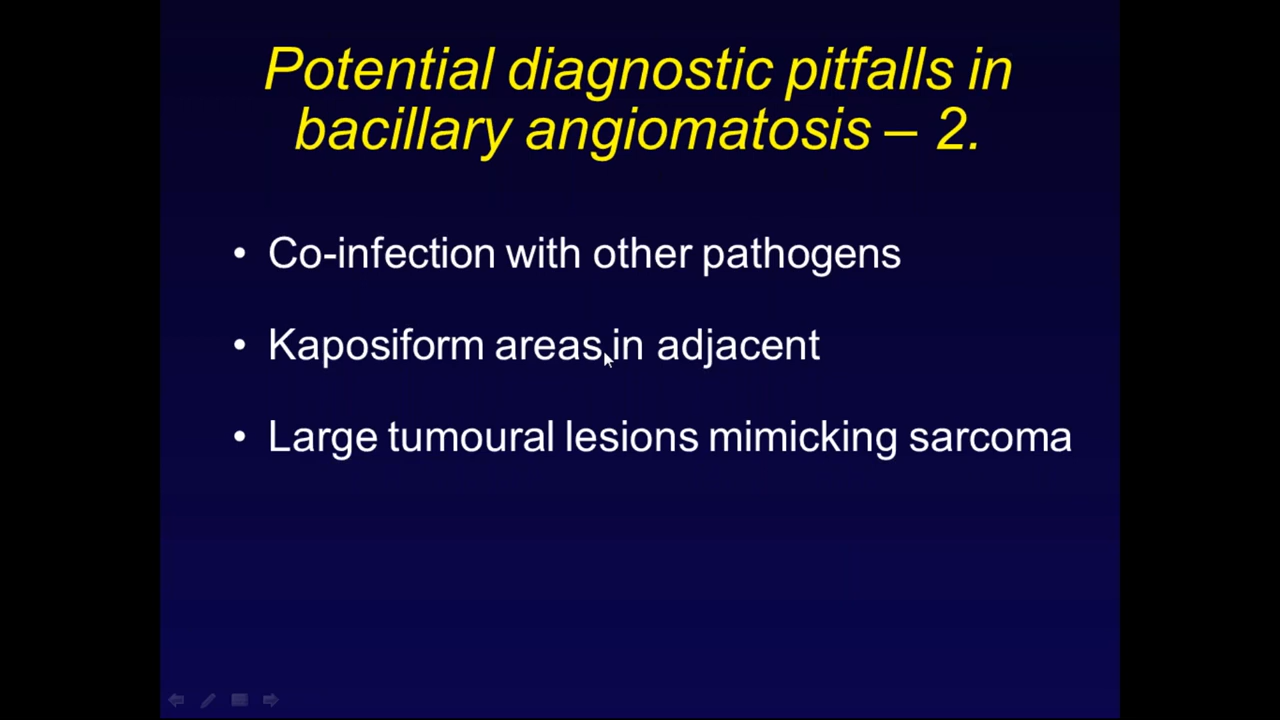 Potential diagnostic pitfalls in
bacillary angiomatosis – 2.
• Co-infection with other pathogens
• Kaposiform areas in adjacent
• Large tumoural lesions mimicking sarcoma